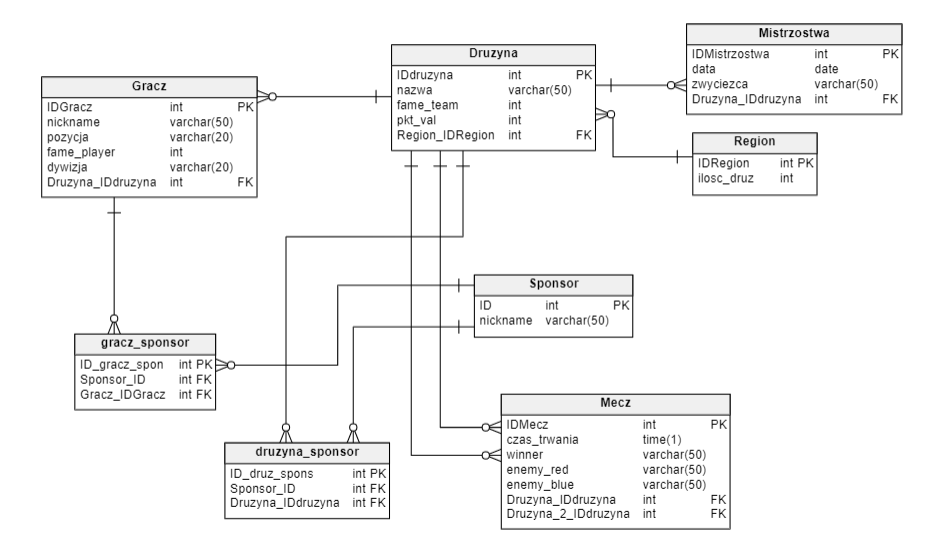 Mistrzostwa
IDMistrzostwa int PK
data date
zwyciezca varchar(50)
Druzyna_IDdruzyna int FK
Druzyna
IDdruzyna int PK
nazwa varchar(50)
fame_team int
pkt_val int
Region_IDRegion int FK
Gracz
IDGracz int PK
nickname varchar(50)
pozycja varchar(20)
fame_player int
dywizja varchar(20)
Druzyna_IDdruzyna int FK
Region
IDRegion int PK
ilosc_druz int
Sponsor
ID int PK
nickname varchar(50)
gracz_sponsor
ID_gracz_spon int PK
Sponsor_ID int FK
Gracz_IDGracz int FK
Mecz
IDMecz int PK
czas_trwania time(1)
winner varchar(50)
enemy_red varchar(50)
enemy_blue varchar(50)
Druzyna_IDdruzyna int FK
Druzyna_2_IDdruzyna int FK
druzyna_sponsor
ID_druz_spons int PK
Sponsor_ID int FK
Druzyna_IDdruzyna int FK